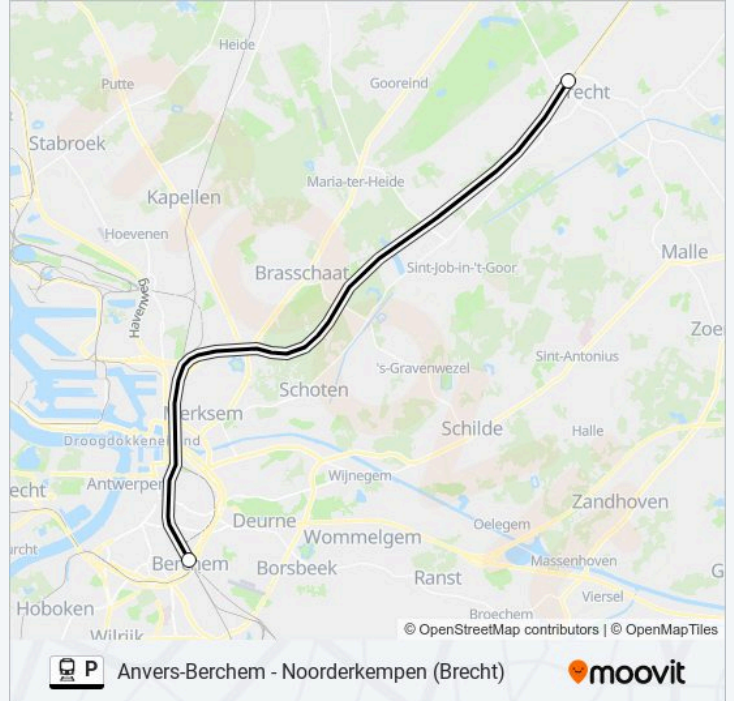 Heide
Putte
Gooreind
recht
Stabroek
Maria-ter-Heide
Kapellen
Hoevenen
Malle
Brasschaat
Sint-Job-in-'t-Goor
Havenweg
Zoe
Sint-Antonius
's-Gravenwezel
Schoten
Merksem
Schilde
Halle
Droogdokkeneiland
Wijnegem
echt
Antwerpen
Zandhoven
Deurne
Oelegem
Wommelgem
urcht
Berchem
Borsbeek
Massenhoven
Ranst
G
Viersel
Hoboken
Broechem
Wilrijk
© OpenStreetMap contributors | © OpenMapTiles
P Anvers-Berchem - Noorderkempen (Brecht) moovit